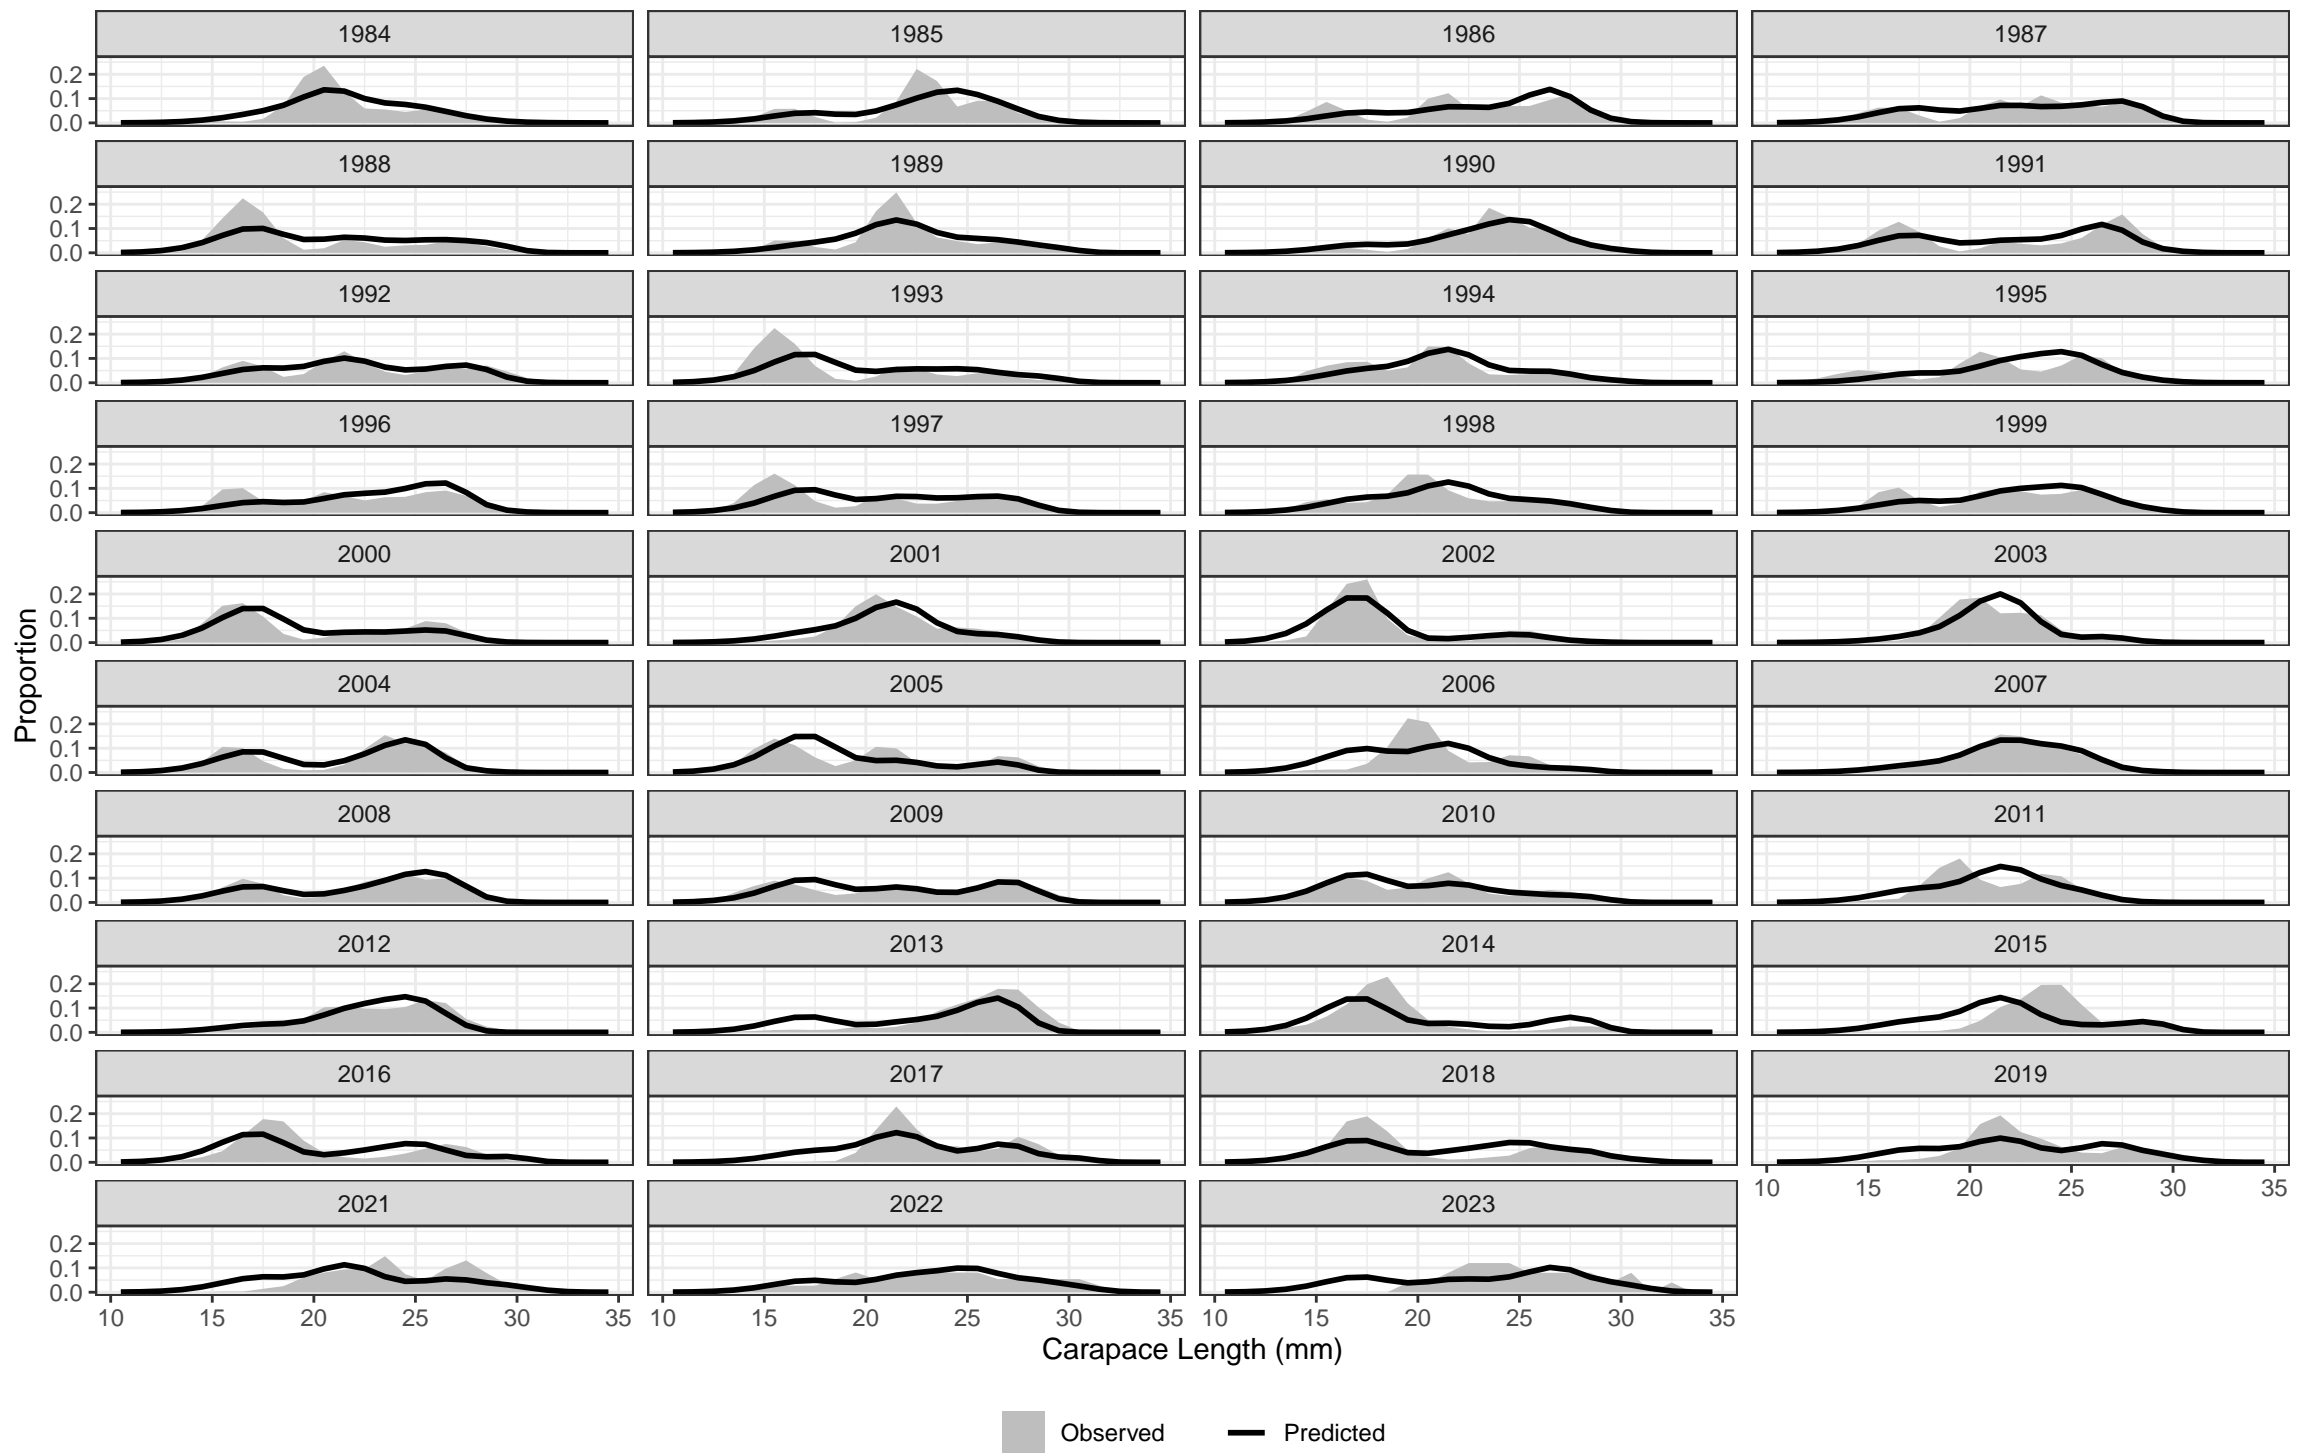 1984 1985 1986 1987
0.2
0.1
0.0
1988 1989 1990 1991
0.2
0.1
0.0
1992 1993 1994 1995
0.2
0.1
0.0
1996 1997 1998 1999
0.2
0.1
0.0
2000 2001 2002 2003
0.2
0.1
0.0
Proportion
2004 2005 2006 2007
0.2
0.1
0.0
2008 2009 2010 2011
0.2
0.1
0.0
2012 2013 2014 2015
0.2
0.1
0.0
2016 2017 2018 2019
0.2
0.1
0.0
10 15 20 25 30 35
2021 2022 2023
0.2
0.1
0.0
10 15 20 25 30 35 10 15 20 25 30 35 10 15 20 25 30 35
Carapace Length (mm)
Observed Predicted